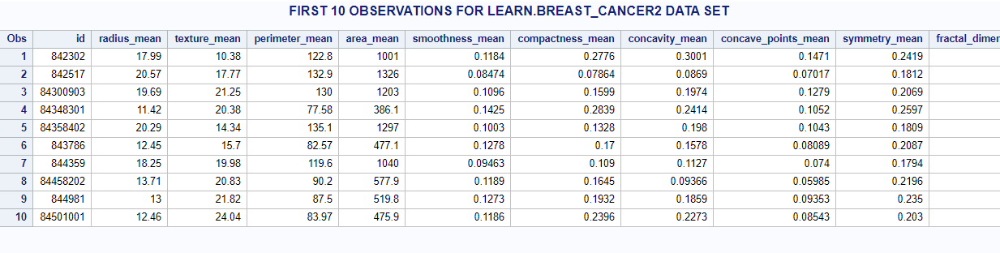 FIRST 10 OBSERVATIONS FOR LEARN.BREAST_CANCER2 DATA SET
Obs id radius_mean texture_mean perimeter_mean area_mean smoothness_mean compactness_mean concavity_mean concave_points_mean symmetry_mean fractal_dimen
1 842302 17.99 10.38 122.8 1001 0.1184 0.2776 0.3001 0.1471 0.2419
2 842517 20.57 17.77 132.9 1326 0.08474 0.07864 0.0869 0.07017 0.1812
3 84300903 19.69 21.25 130 1203 0.1096 0.1599 0.1974 0.1279 0.2069
4 84348301 11.42 20.38 77.58 386.1 0.1425 0.2839 0.2414 0.1052 0.2597
5 84358402 20.29 14.34 135.1 1297 0.1003 0.1328 0.198 0.1043 0.1809
6 843786 12.45 15.7 82.57 477.1 0.1278 0.17 0.1578 0.08089 0.2087
7 844359 18.25 19.98 119.6 1040 0.09463 0.109 0.1127 0.074 0.1794
8 84458202 13.71 20.83 90.2 577.9 0.1189 0.1645 0.09366 0.05985 0.2196
9 844981 13 21.82 87.5 519.8 0.1273 0.1932 0.1859 0.09353 0.235
10 84501001 12.46 24.04 83.97 475.9 0.1186 0.2396 0.2273 0.08543 0.203